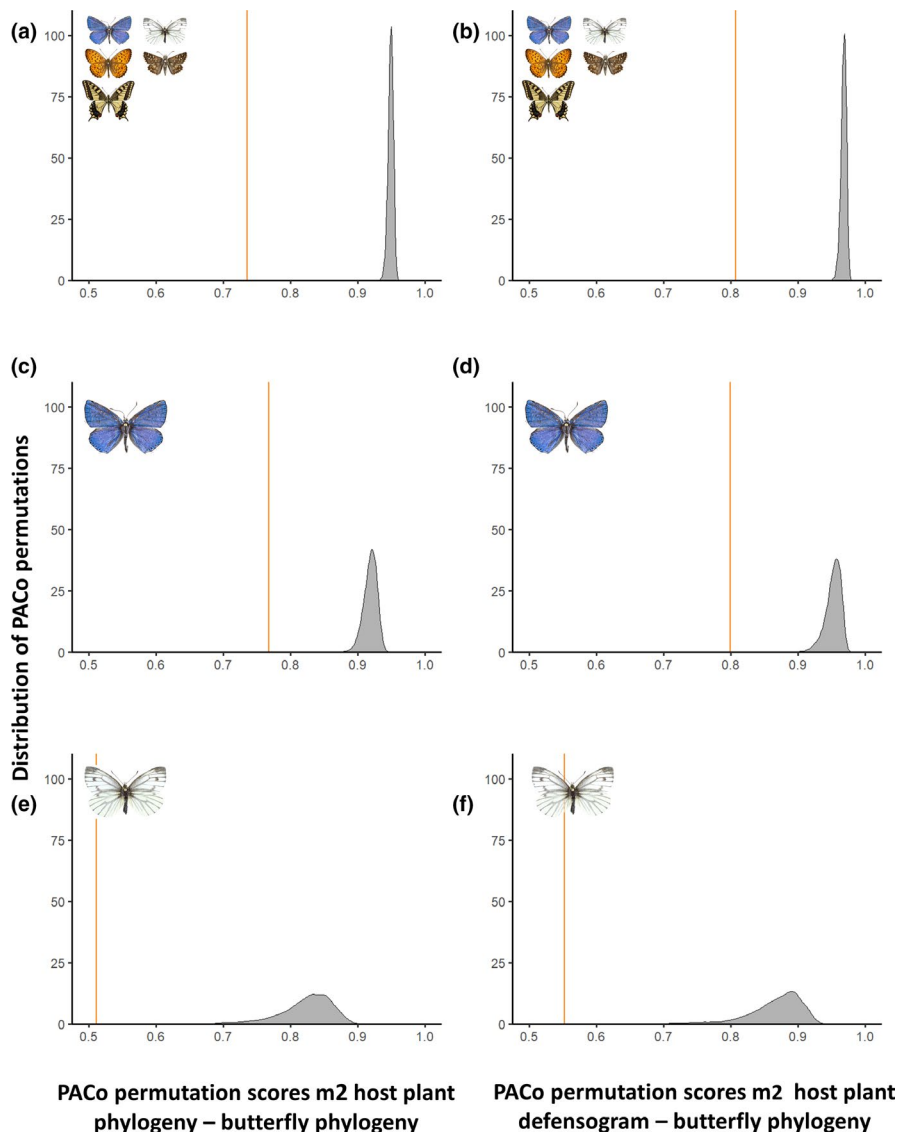 (a)
100
75
50
25
0
0.5 0.6 0.7 0.8 0.9 1.0
(b)
100
75
50
25
0
0.5 0.6 0.7 0.8 0.9 1.0
(c)
100
75
50
25
0
0.5 0.6 0.7 0.8 0.9 1.0
(d)
100
75
50
25
0
0.5 0.6 0.7 0.8 0.9 1.0
Distribution of PACo permutations
(e)
100
75
50
25
0
0.5 0.6 0.7 0.8 0.9 1.0
(f)
100
75
50
25
0
0.5 0.6 0.7 0.8 0.9 1.0
PACo permutation scores m2 host plant
phylogeny – butterfly phylogeny
PACo permutation scores m2 host plant
defensogram – butterfly phylogeny